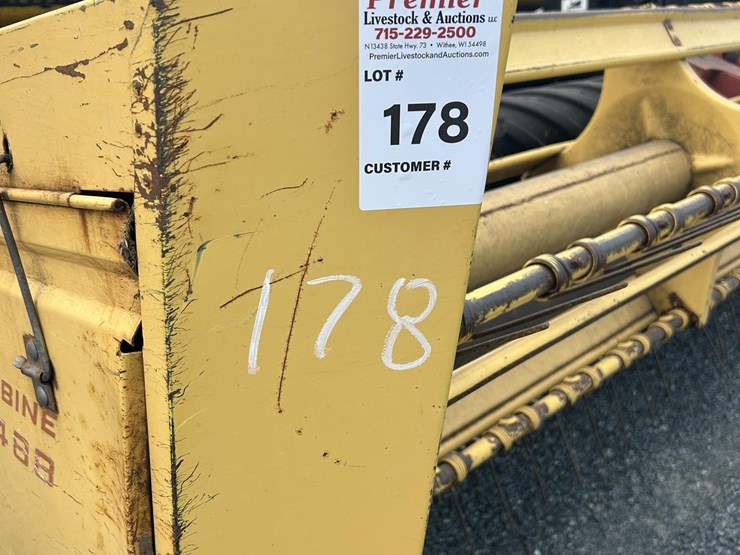 Premier
Livestock & Auctions LLC
715-229-2500
N13438 State Hwy. 73 • Withee, WI 54498
PremierLivestockandAuctions.com
LOT #
178
CUSTOMER #
178
BINE
488